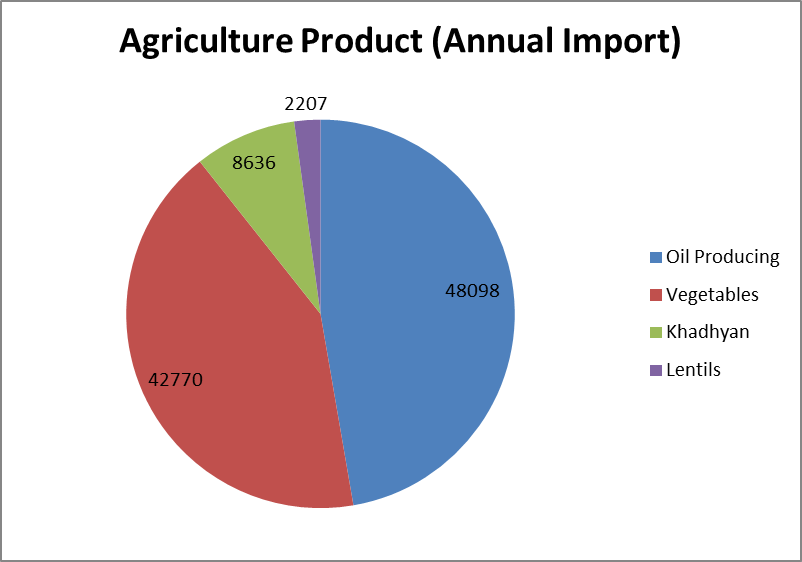 Agriculture Product (Annual Import)
2207
8636
48098
42770
Oil Producing
Vegetables
Khadhyan
Lentils